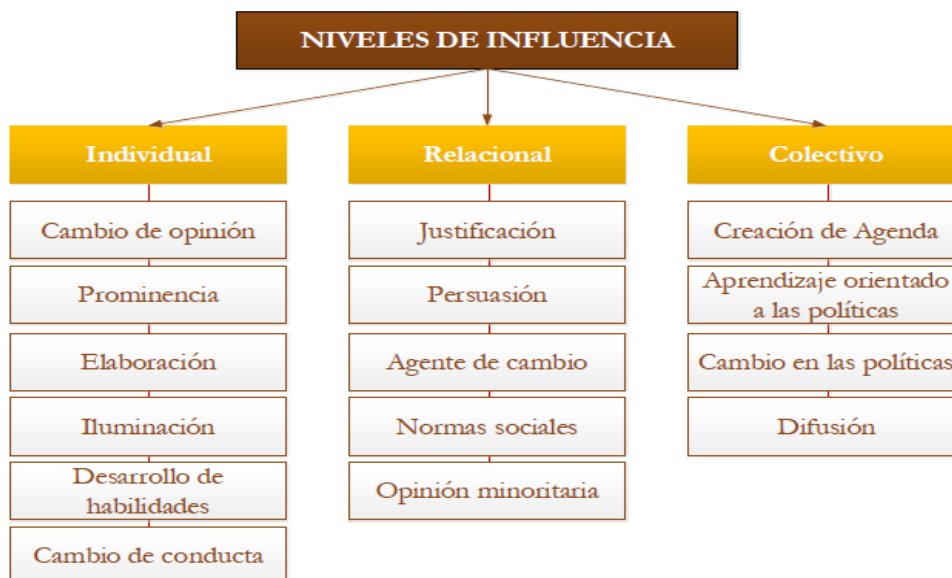 NIVELES DE INFLUENCIA
Individual
Cambio de opinión
Prominencia
Elaboración
Iluminación
Desarrollo de
habilidades
Cambio de conducta
Relacional
Justificación
Persuasión
Agente de cambio
Normas sociales
Opinión minoritaria
Colectivo
Creación de Agenda
Aprendizaje orientado
a las políticas
Cambio en las políticas
Difusión